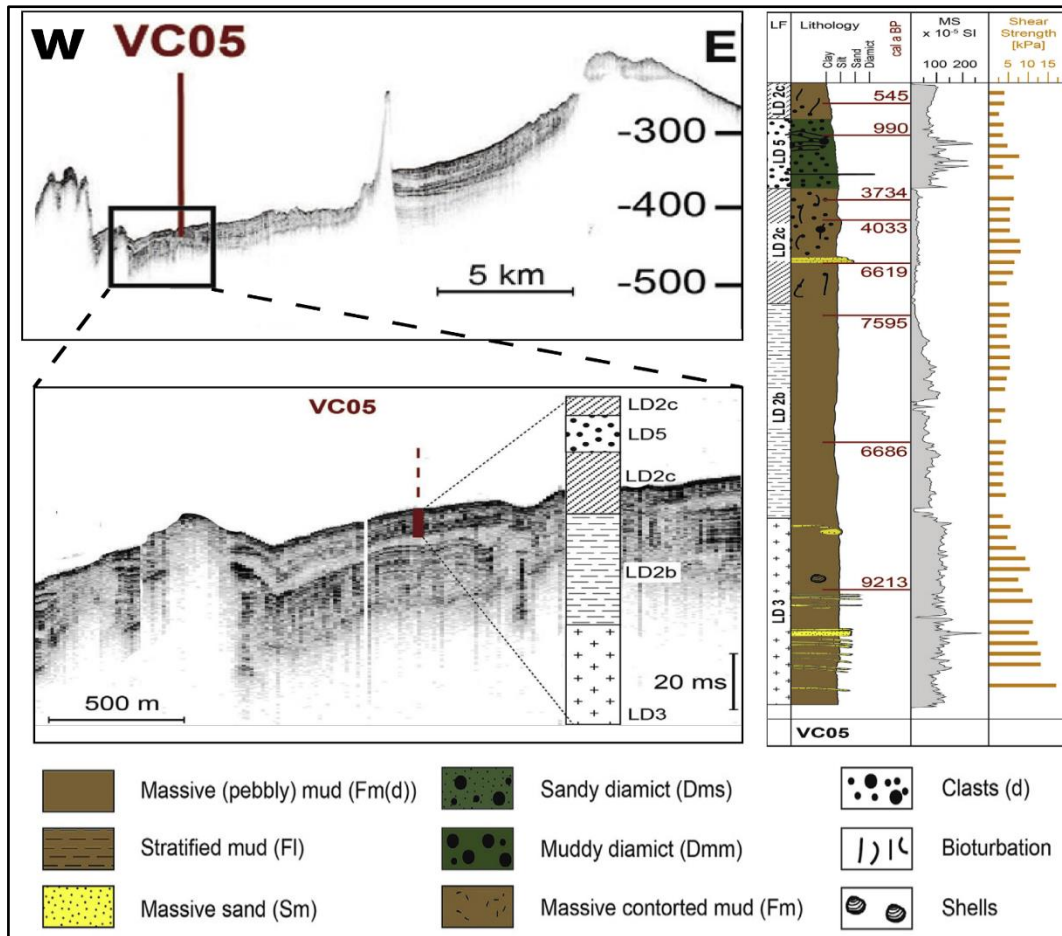 W VC05 E
-300
-400
-500
5 km
VC05
LD2c
LD5
LD2c
LD2b
LD3
500 m
20 ms
LF Lithology cal a BP MS x 10-5 SI Shear Strength [kPa]
Clay Silt Sand Diamict
100 200
5 10 15
LD 2c
LD 5
LD 2c
LD 2b
LD 3
545
990
3734
4033
6619
7595
6686
9213
VC05
Massive (pebbly) mud (Fm(d))
Stratified mud (Fl)
Massive sand (Sm)
Sandy diamict (Dms)
Muddy diamict (Dmm)
Massive contorted mud (Fm)
Clasts (d)
Bioturbation
Shells